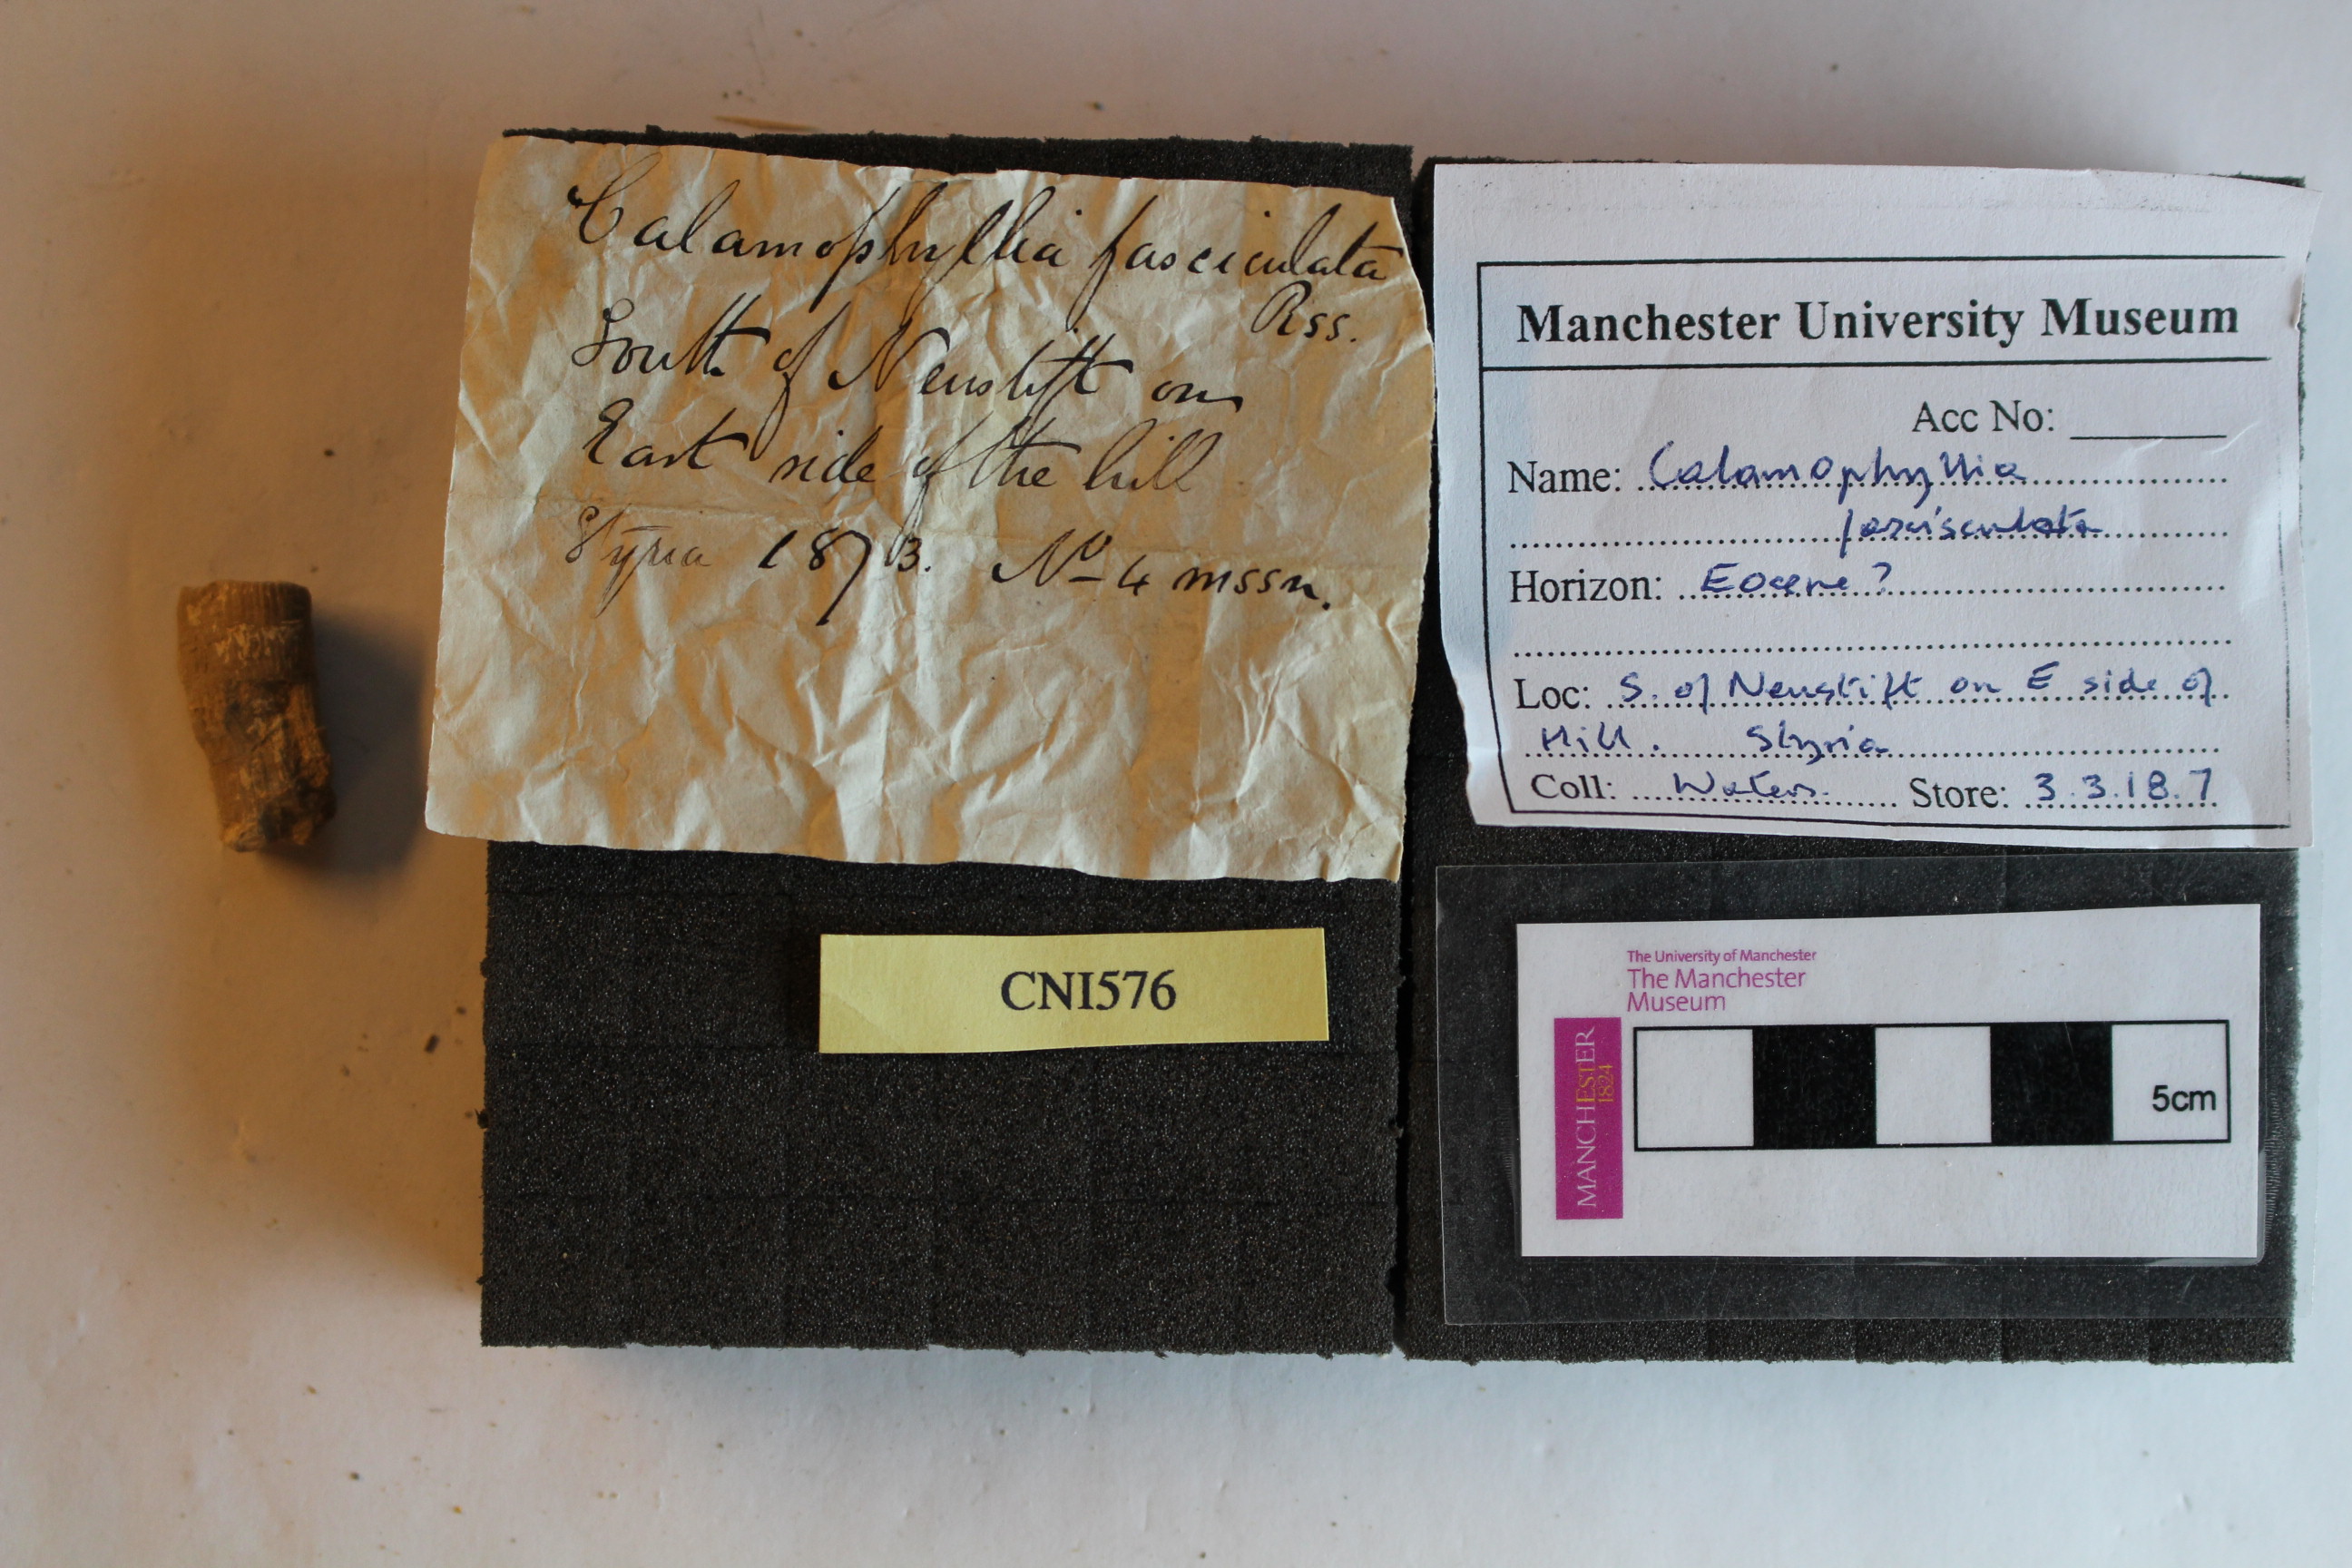 Calamophyllia fasciculata
Rss.
South of Neustift on
East side of the hill
Styria 1873. No 4 mssn.
CNI576
Manchester University Museum
Acc No:
Name: Calamophyllia
fascisculata
Horizon: Eocene?
Loc: S. of Neustift on E side of
Hill. Styria
Coll: Waters. Store: 3.3.18.7
The University of Manchester
The Manchester
Museum
MANCHESTER
1824
5cm